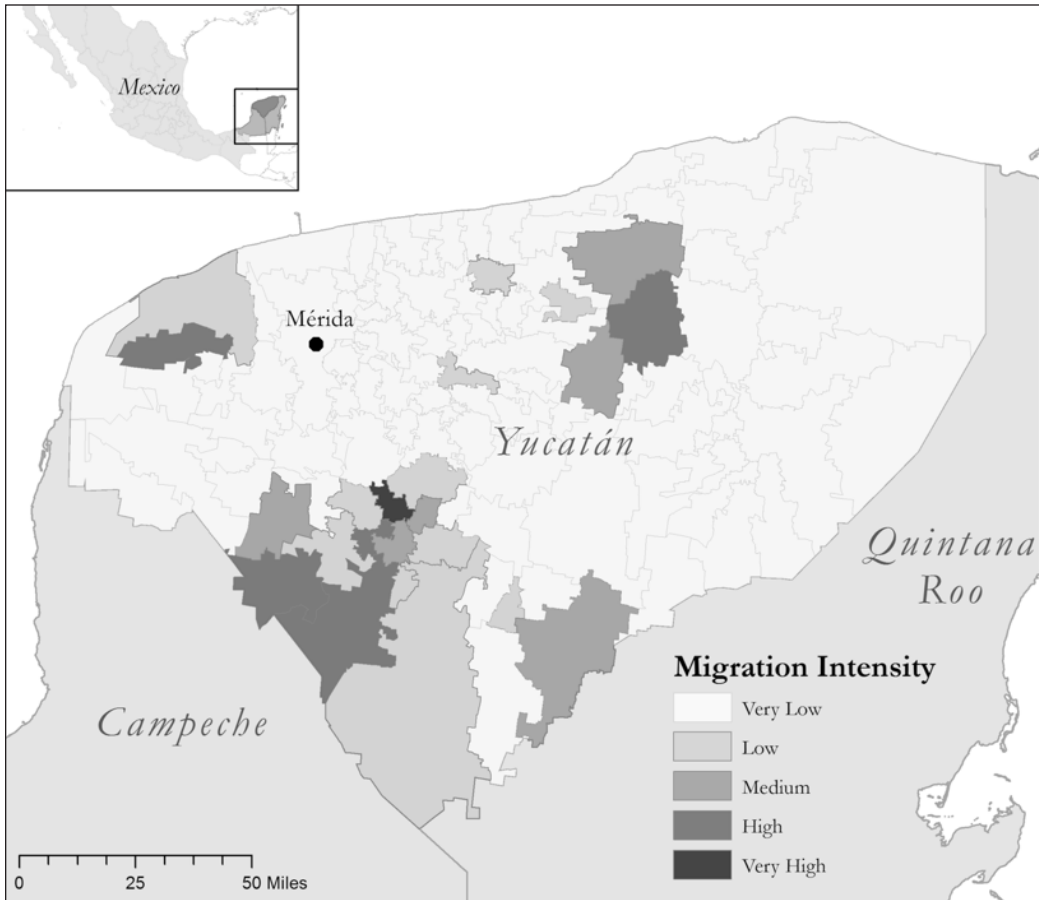 Mexico
Mérida
Yucatán
Quintana
Roo
Campeche
Migration Intensity
Very Low
Low
Medium
High
Very High
0 25 50 Miles